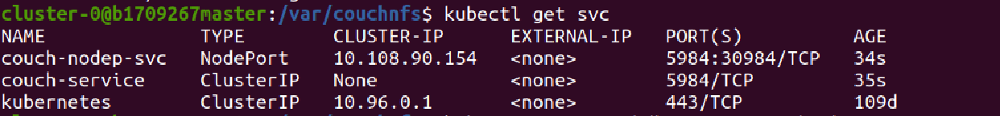 cluster-0@b1709267master:/var/couchnfs$ kubectl get svc
NAME TYPE CLUSTER-IP EXTERNAL-IP PORT(S) AGE
couch-nodep-svc NodePort 10.108.90.154 <none> 5984:30984/TCP 34s
couch-service ClusterIP None <none> 5984/TCP 35s
kubernetes ClusterIP 10.96.0.1 <none> 443/TCP 109d